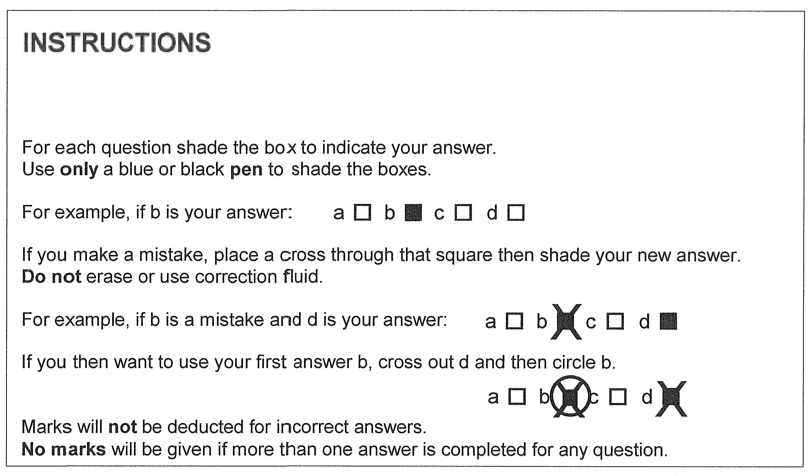 INSTRUCTIONS
For each question shade the box to indicate your answer.
Use only a blue or black pen to shade the boxes.
For example, if b is your answer: a ☐ b ■ c ☐ d ☐
If you make a mistake, place a cross through that square then shade your new answer.
Do not erase or use correction fluid.
For example, if b is a mistake and d is your answer: a ☐ b ■ c ☐ d ■
If you then want to use your first answer b, cross out d and then circle b.
a ☐ b ■ c ☐ d ■
Marks will not be deducted for incorrect answers.
No marks will be given if more than one answer is completed for any question.